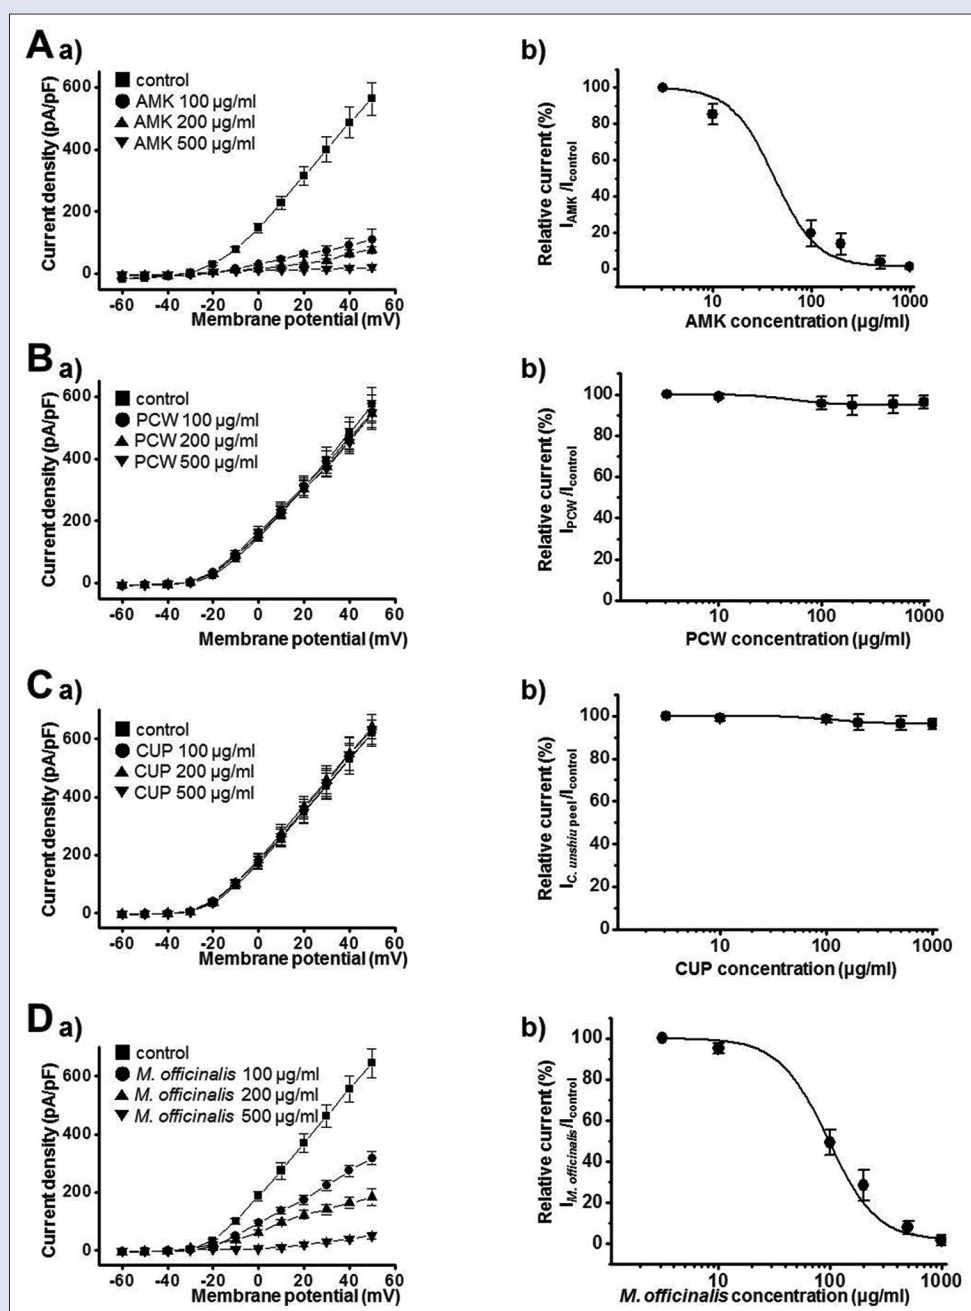 A a)
Current density (pA/pF)
600
400
200
0
control
AMK 100 µg/ml
AMK 200 µg/ml
AMK 500 µg/ml
-60 -40 -20 0 20 40 60
Membrane potential (mV)
b)
Relative current (%)
I AMK /I control
100
80
60
40
20
0
10 100 1000
AMK concentration (µg/ml)
B a)
Current density (pA/pF)
600
400
200
0
control
PCW 100 µg/ml
PCW 200 µg/ml
PCW 500 µg/ml
-60 -40 -20 0 20 40 60
Membrane potential (mV)
b)
Relative current (%)
I PCW /I control
100
80
60
40
20
0
10 100 1000
PCW concentration (µg/ml)
C a)
Current density (pA/pF)
600
400
200
0
control
CUP 100 µg/ml
CUP 200 µg/ml
CUP 500 µg/ml
-60 -40 -20 0 20 40 60
Membrane potential (mV)
b)
Relative current (%)
I C. unshiu peel/I control
100
80
60
40
20
0
10 100 1000
CUP concentration (µg/ml)
D a)
Current density (pA/pF)
600
400
200
0
control
M. officinalis 100 µg/ml
M. officinalis 200 µg/ml
M. officinalis 500 µg/ml
-60 -40 -20 0 20 40 60
Membrane potential (mV)
b)
Relative current (%)
I M. officinalis/I control
100
80
60
40
20
0
10 100 1000
M. officinalis concentration (µg/ml)